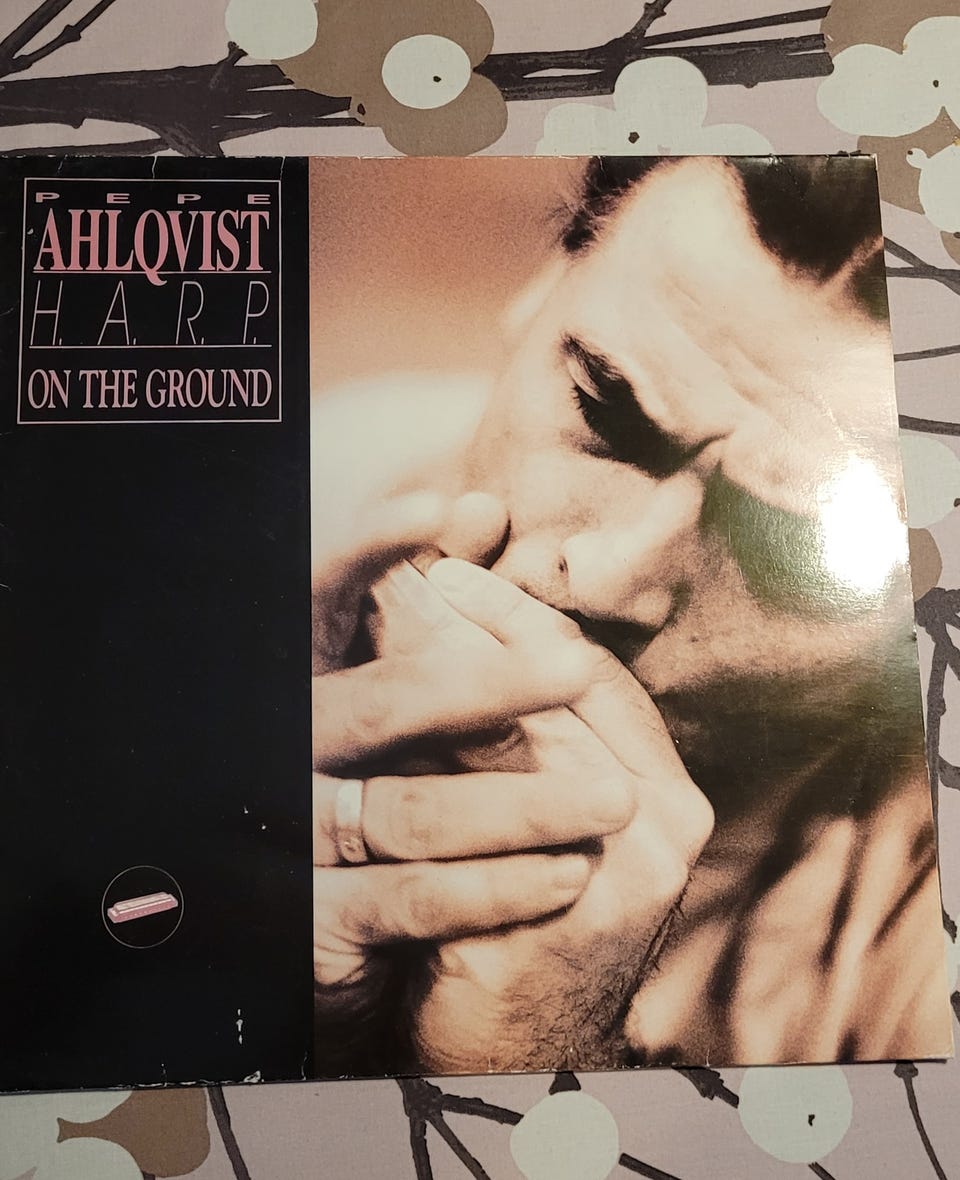 PEPE
AHLQVIST
H.A.R.P.
ON THE GROUND